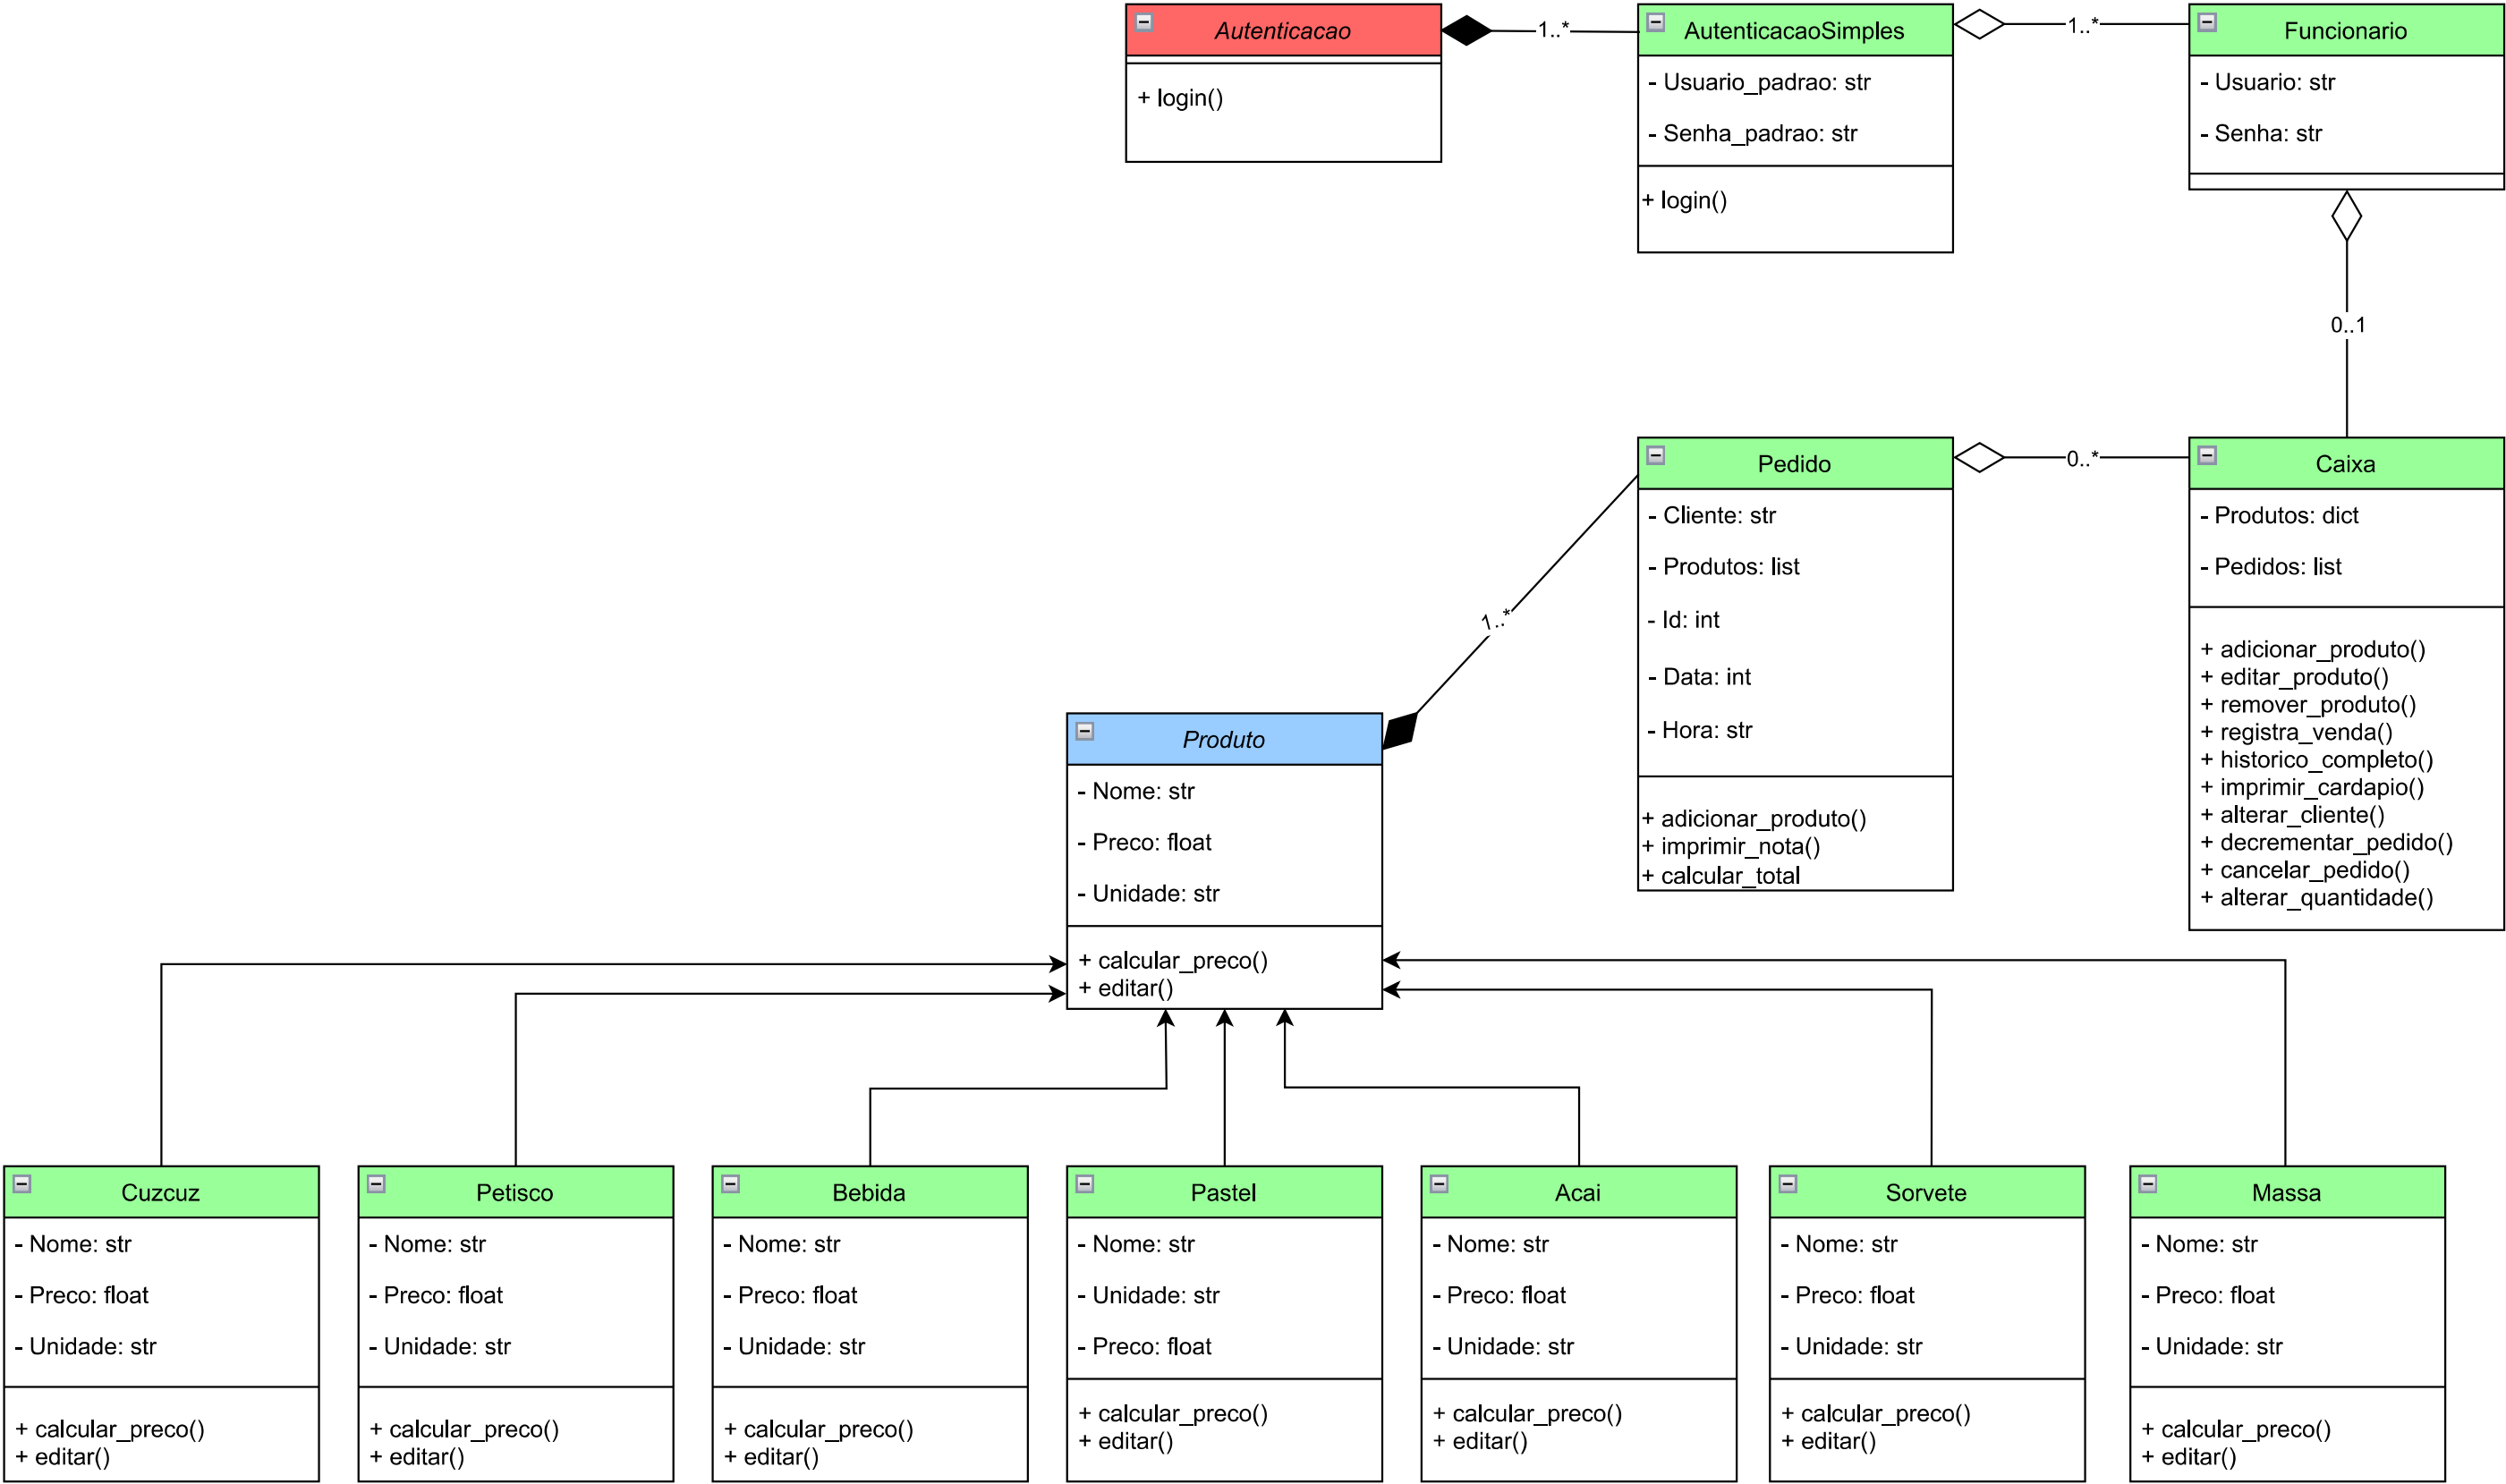 Autenticacao
+ login()
1..*
AutenticacaoSimples
- Usuario_padrao: str
- Senha_padrao: str
+ login()
1..*
Funcionario
- Usuario: str
- Senha: str
0..1
Pedido
- Cliente: str
- Produtos: list
- Id: int
- Data: int
- Hora: str
+ adicionar_produto()
+ imprimir_nota()
+ calcular_total
0..*
Caixa
- Produtos: dict
- Pedidos: list
+ adicionar_produto()
+ editar_produto()
+ remover_produto()
+ registra_venda()
+ historico_completo()
+ imprimir_cardapio()
+ alterar_cliente()
+ decrementar_pedido()
+ cancelar_pedido()
+ alterar_quantidade()
1..*
Produto
- Nome: str
- Preco: float
- Unidade: str
+ calcular_preco()
+ editar()
Cuzcuz
- Nome: str
- Preco: float
- Unidade: str
+ calcular_preco()
+ editar()
Petisco
- Nome: str
- Preco: float
- Unidade: str
+ calcular_preco()
+ editar()
Bebida
- Nome: str
- Preco: float
- Unidade: str
+ calcular_preco()
+ editar()
Pastel
- Nome: str
- Unidade: str
- Preco: float
+ calcular_preco()
+ editar()
Acai
- Nome: str
- Preco: float
- Unidade: str
+ calcular_preco()
+ editar()
Sorvete
- Nome: str
- Preco: float
- Unidade: str
+ calcular_preco()
+ editar()
Massa
- Nome: str
- Preco: float
- Unidade: str
+ calcular_preco()
+ editar()